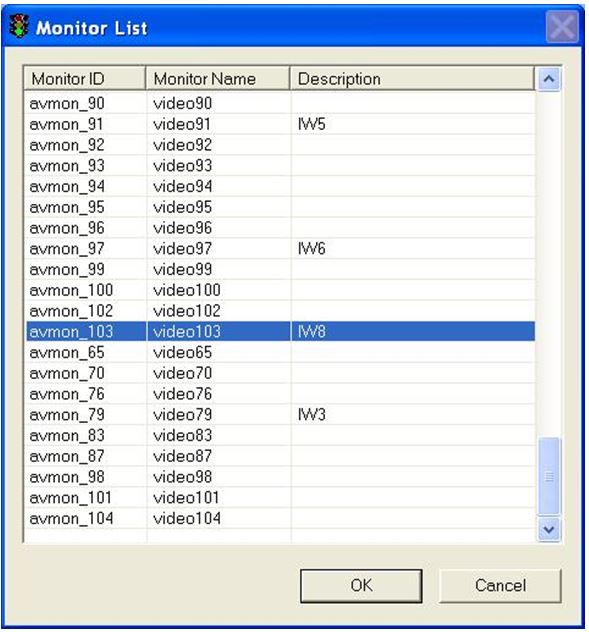 Monitor List
Monitor ID Monitor Name Description
avmon_90 video90
avmon_91 video91 IW5
avmon_92 video92
avmon_93 video93
avmon_94 video94
avmon_95 video95
avmon_96 video96
avmon_97 video97 IW6
avmon_99 video99
avmon_100 video100
avmon_102 video102
avmon_103 video103 IW8
avmon_65 video65
avmon_70 video70
avmon_76 video76
avmon_79 video79 IW3
avmon_83 video83
avmon_87 video87
avmon_98 video98
avmon_101 video101
avmon_104 video104
OK Cancel